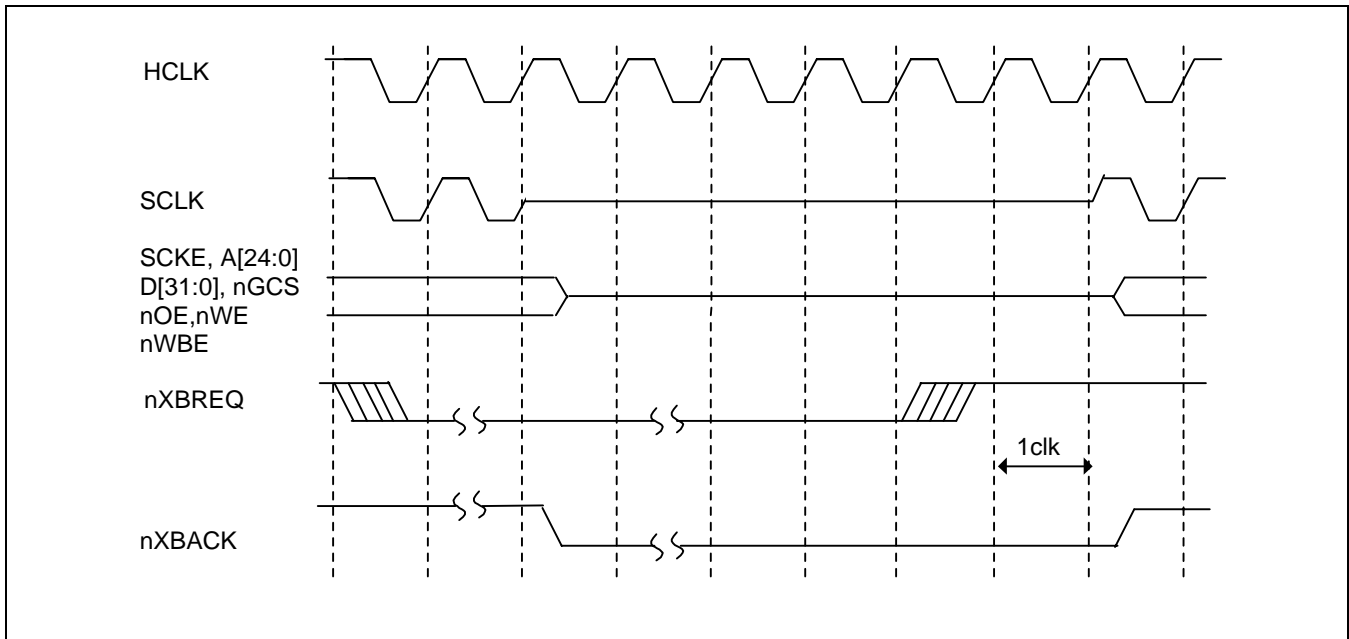 HCLK
SCLK
SCKE, A[24:0]
D[31:0], nGCS
nOE,nWE
nWBE
nXBREQ
1clk
nXBACK